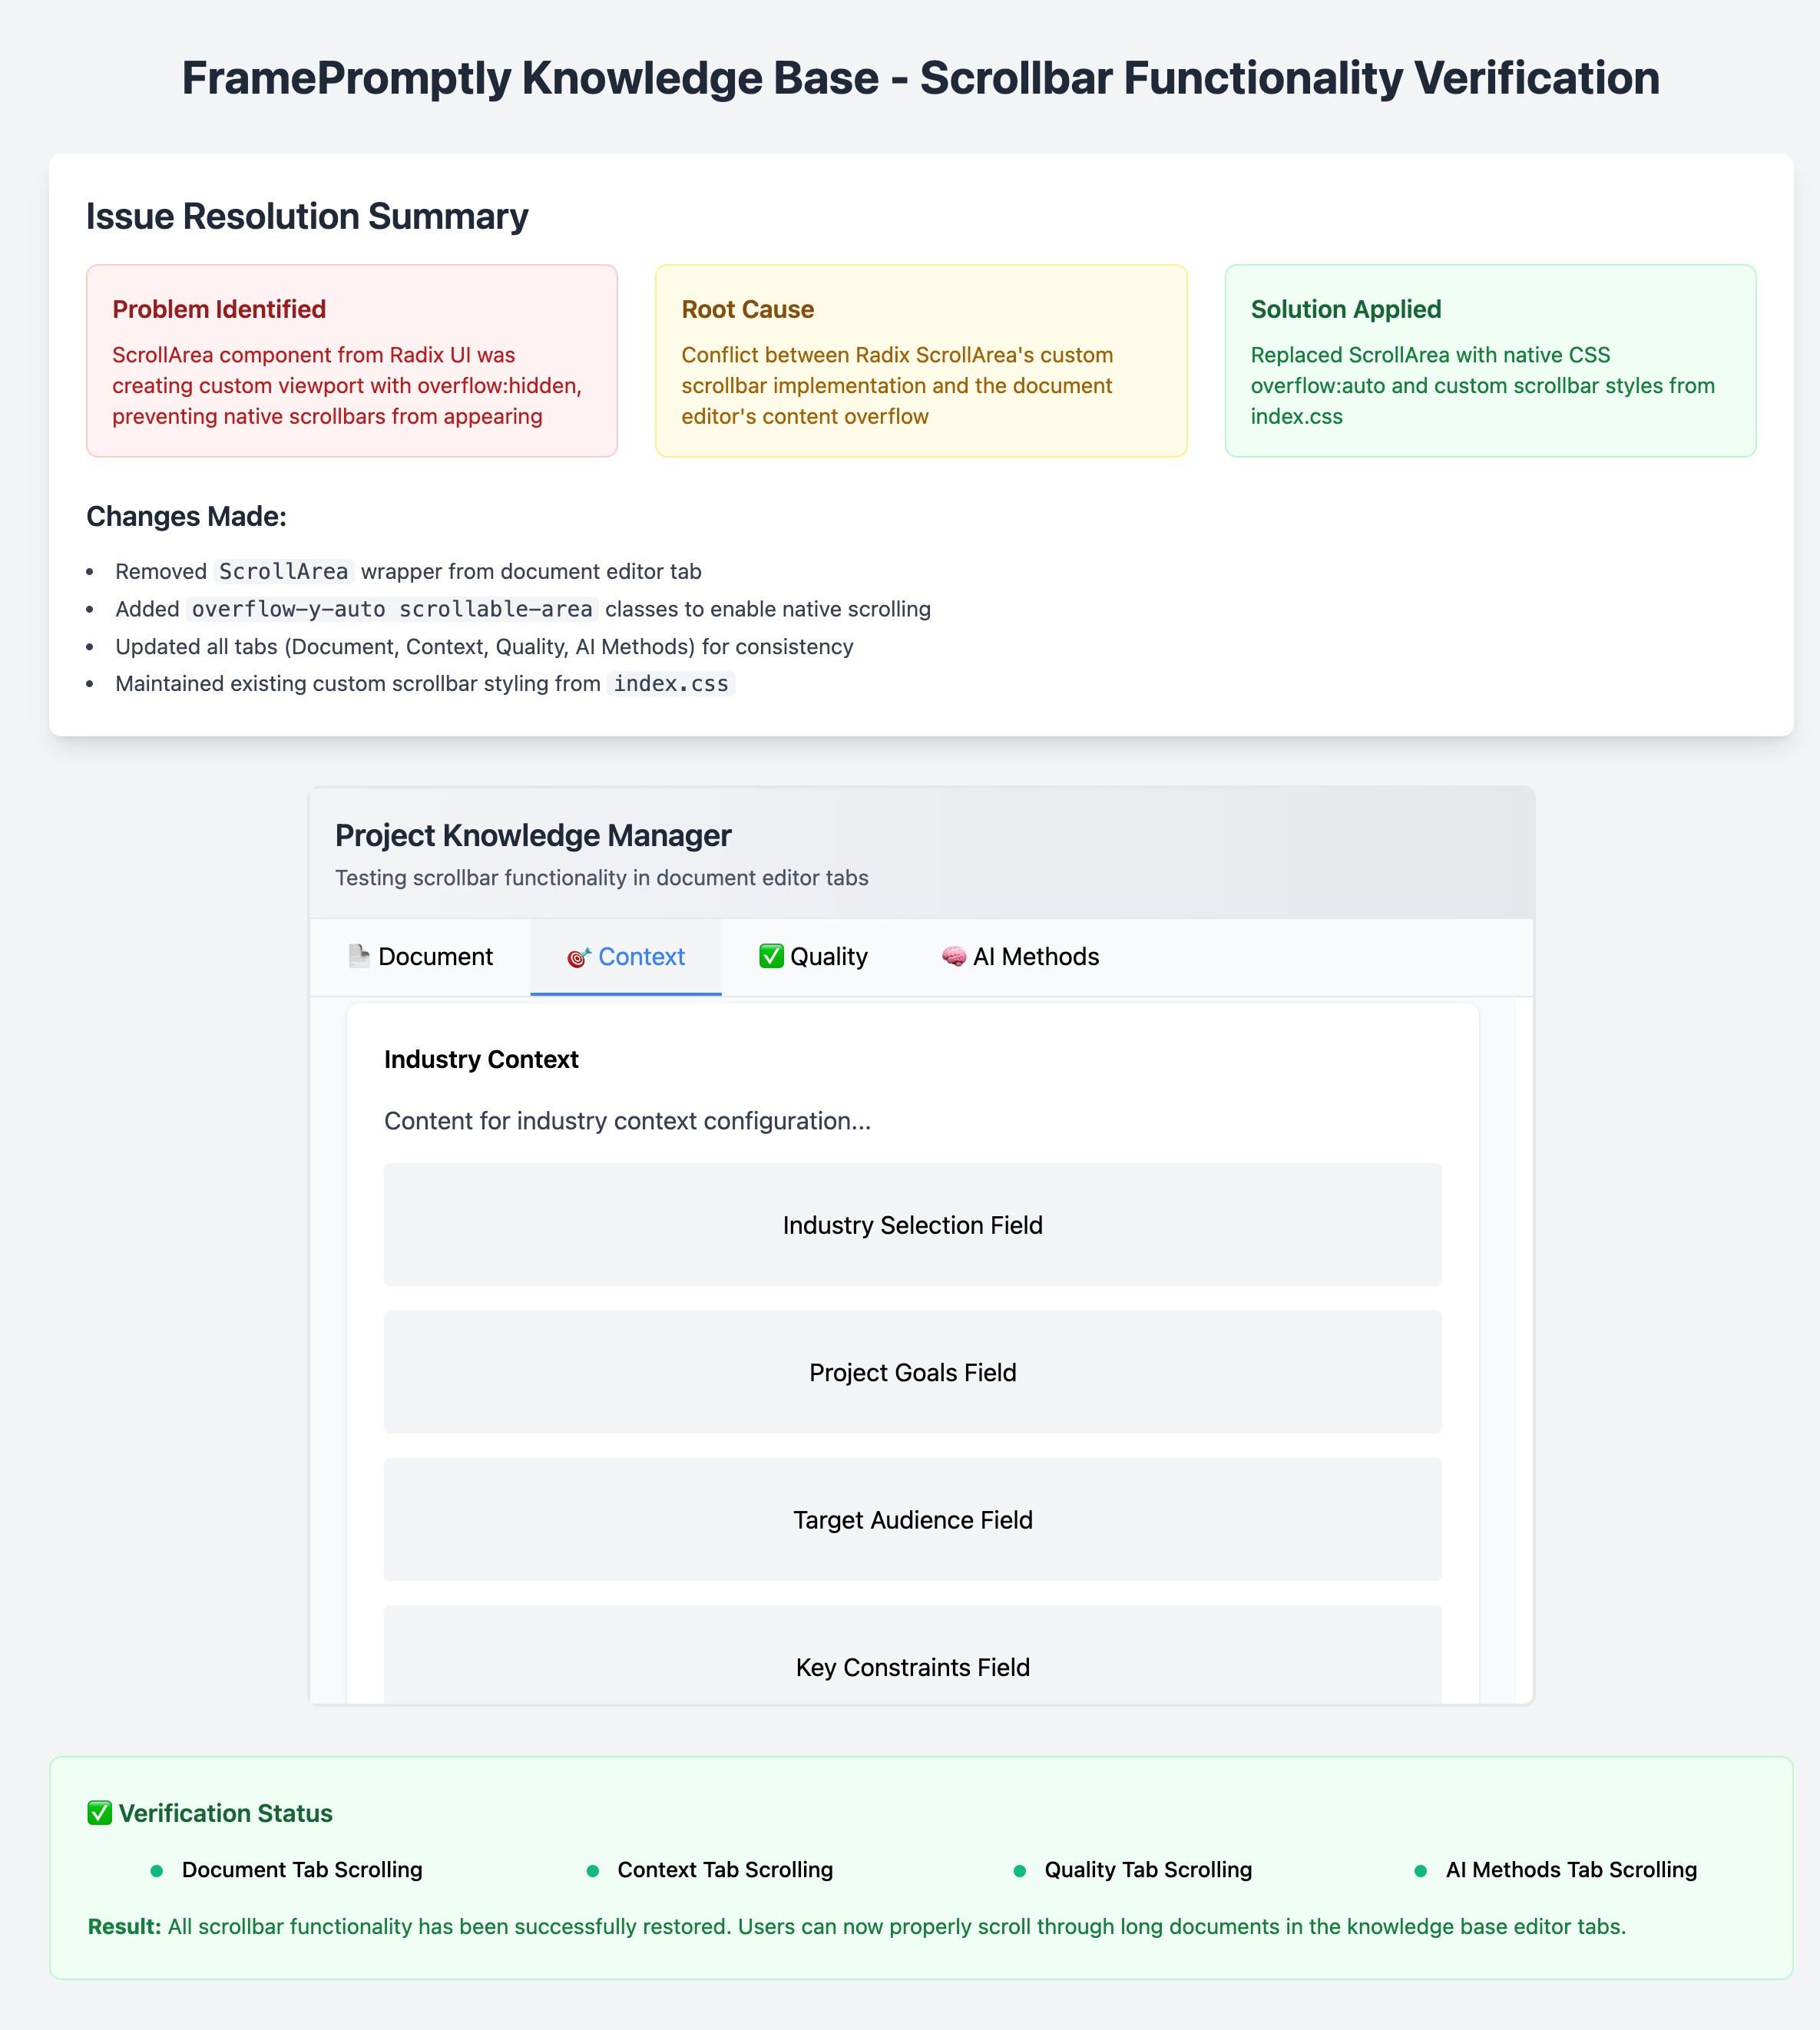 FramePromptly Knowledge Base - Scrollbar Functionality Verification
Issue Resolution Summary
Problem Identified
ScrollArea component from Radix UI was
creating custom viewport with overflow:hidden,
preventing native scrollbars from appearing
Root Cause
Conflict between Radix ScrollArea's custom
scrollbar implementation and the document
editor's content overflow
Solution Applied
Replaced ScrollArea with native CSS
overflow:auto and custom scrollbar styles from
index.css
Changes Made:
• Removed ScrollArea wrapper from document editor tab
• Added overflow-y-auto scrollable-area classes to enable native scrolling
• Updated all tabs (Document, Context, Quality, AI Methods) for consistency
• Maintained existing custom scrollbar styling from index.css
Project Knowledge Manager
Testing scrollbar functionality in document editor tabs
📄 Document 🎯 Context ✅ Quality 🧠 AI Methods
Industry Context
Content for industry context configuration...
Industry Selection Field
Project Goals Field
Target Audience Field
Key Constraints Field
✅ Verification Status
Document Tab Scrolling
Context Tab Scrolling
Quality Tab Scrolling
AI Methods Tab Scrolling
Result: All scrollbar functionality has been successfully restored. Users can now properly scroll through long documents in the knowledge base editor tabs.